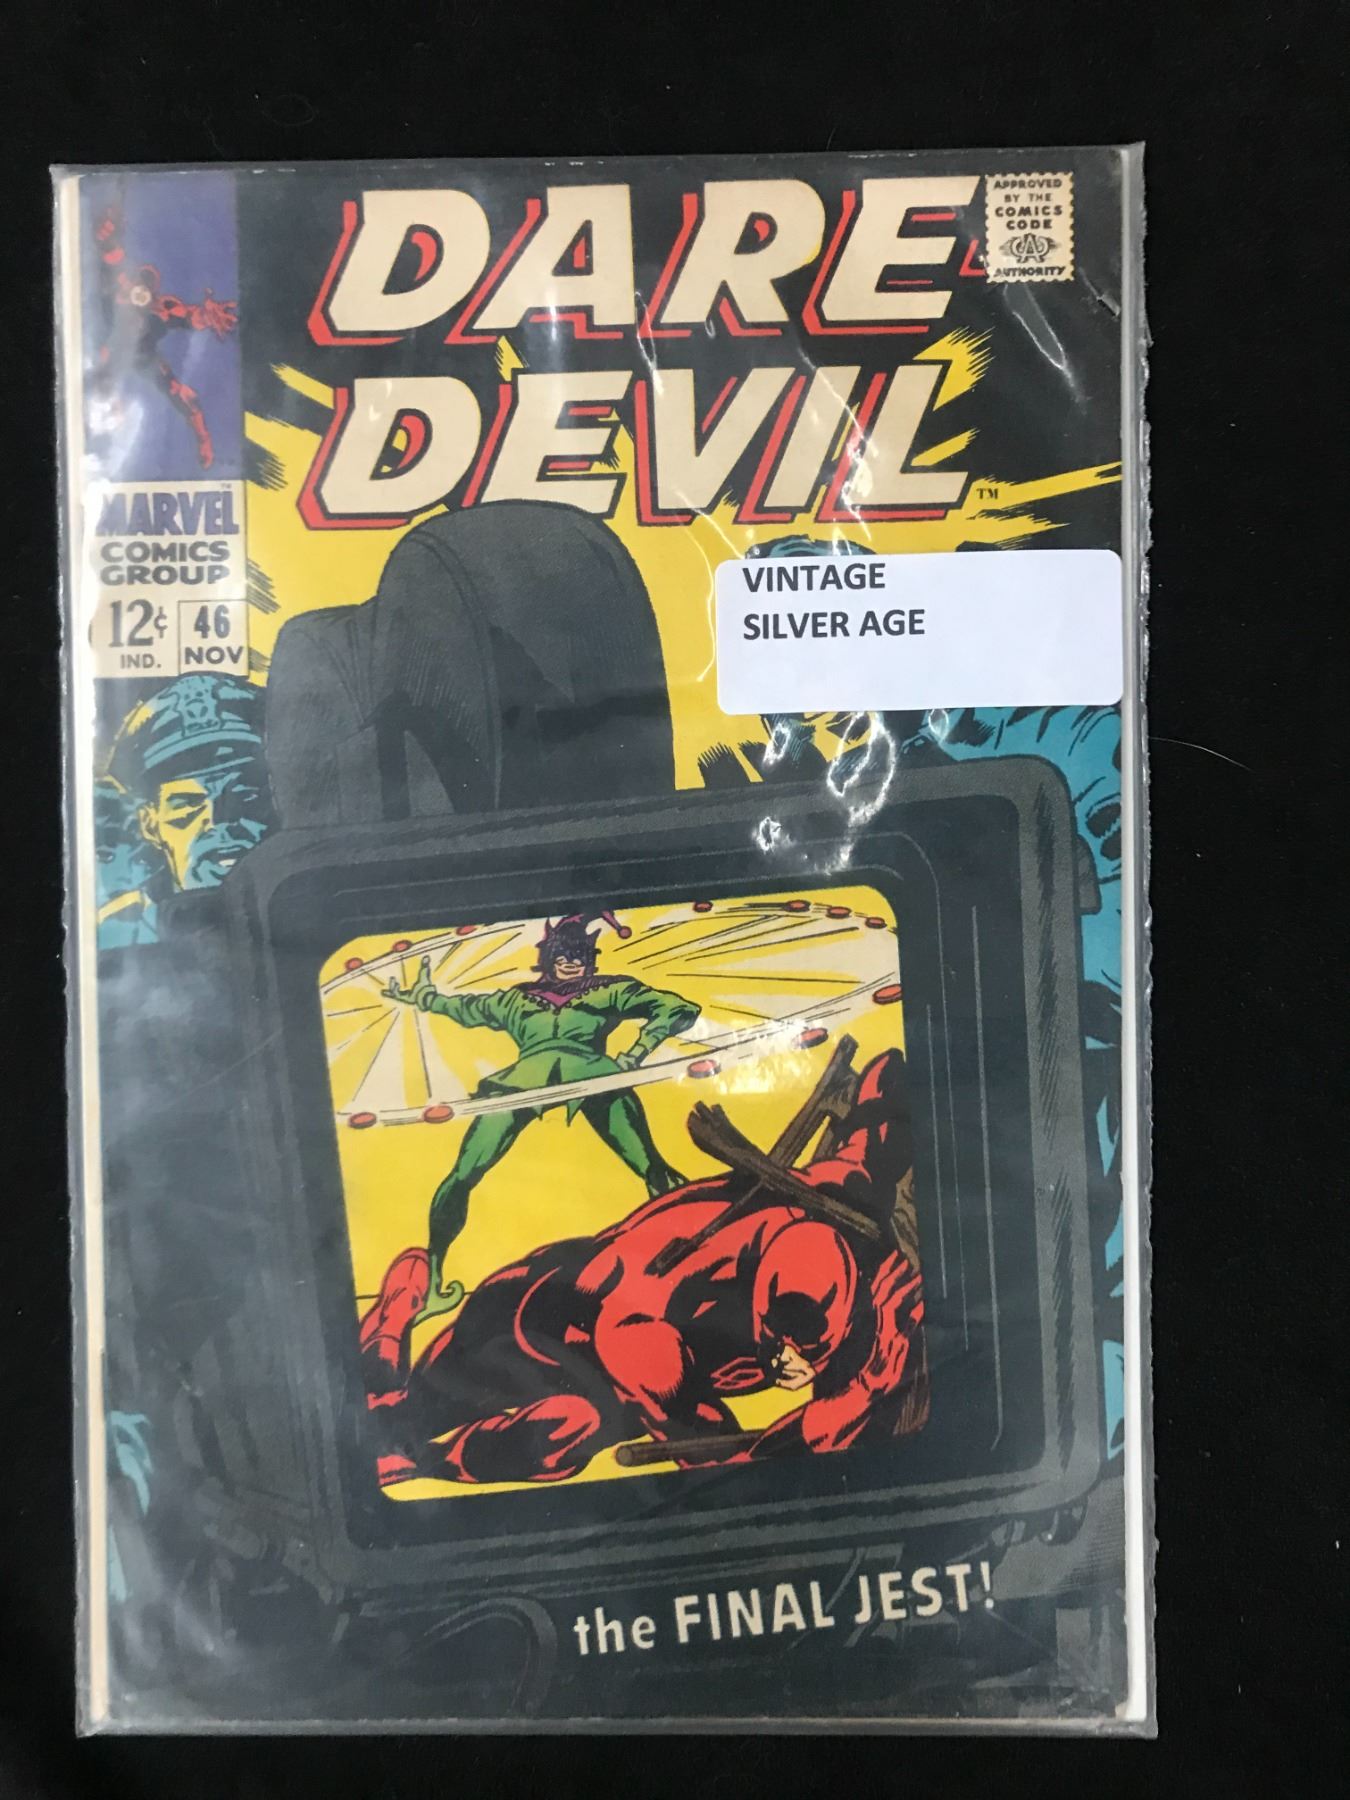 DARE-
DEVIL
TM
APPROVED
BY THE
COMICS
CODE
AUTHORITY
MARVEL
COMICS
GROUP
12¢
IND.
46
NOV
VINTAGE
SILVER AGE
the FINAL JEST!